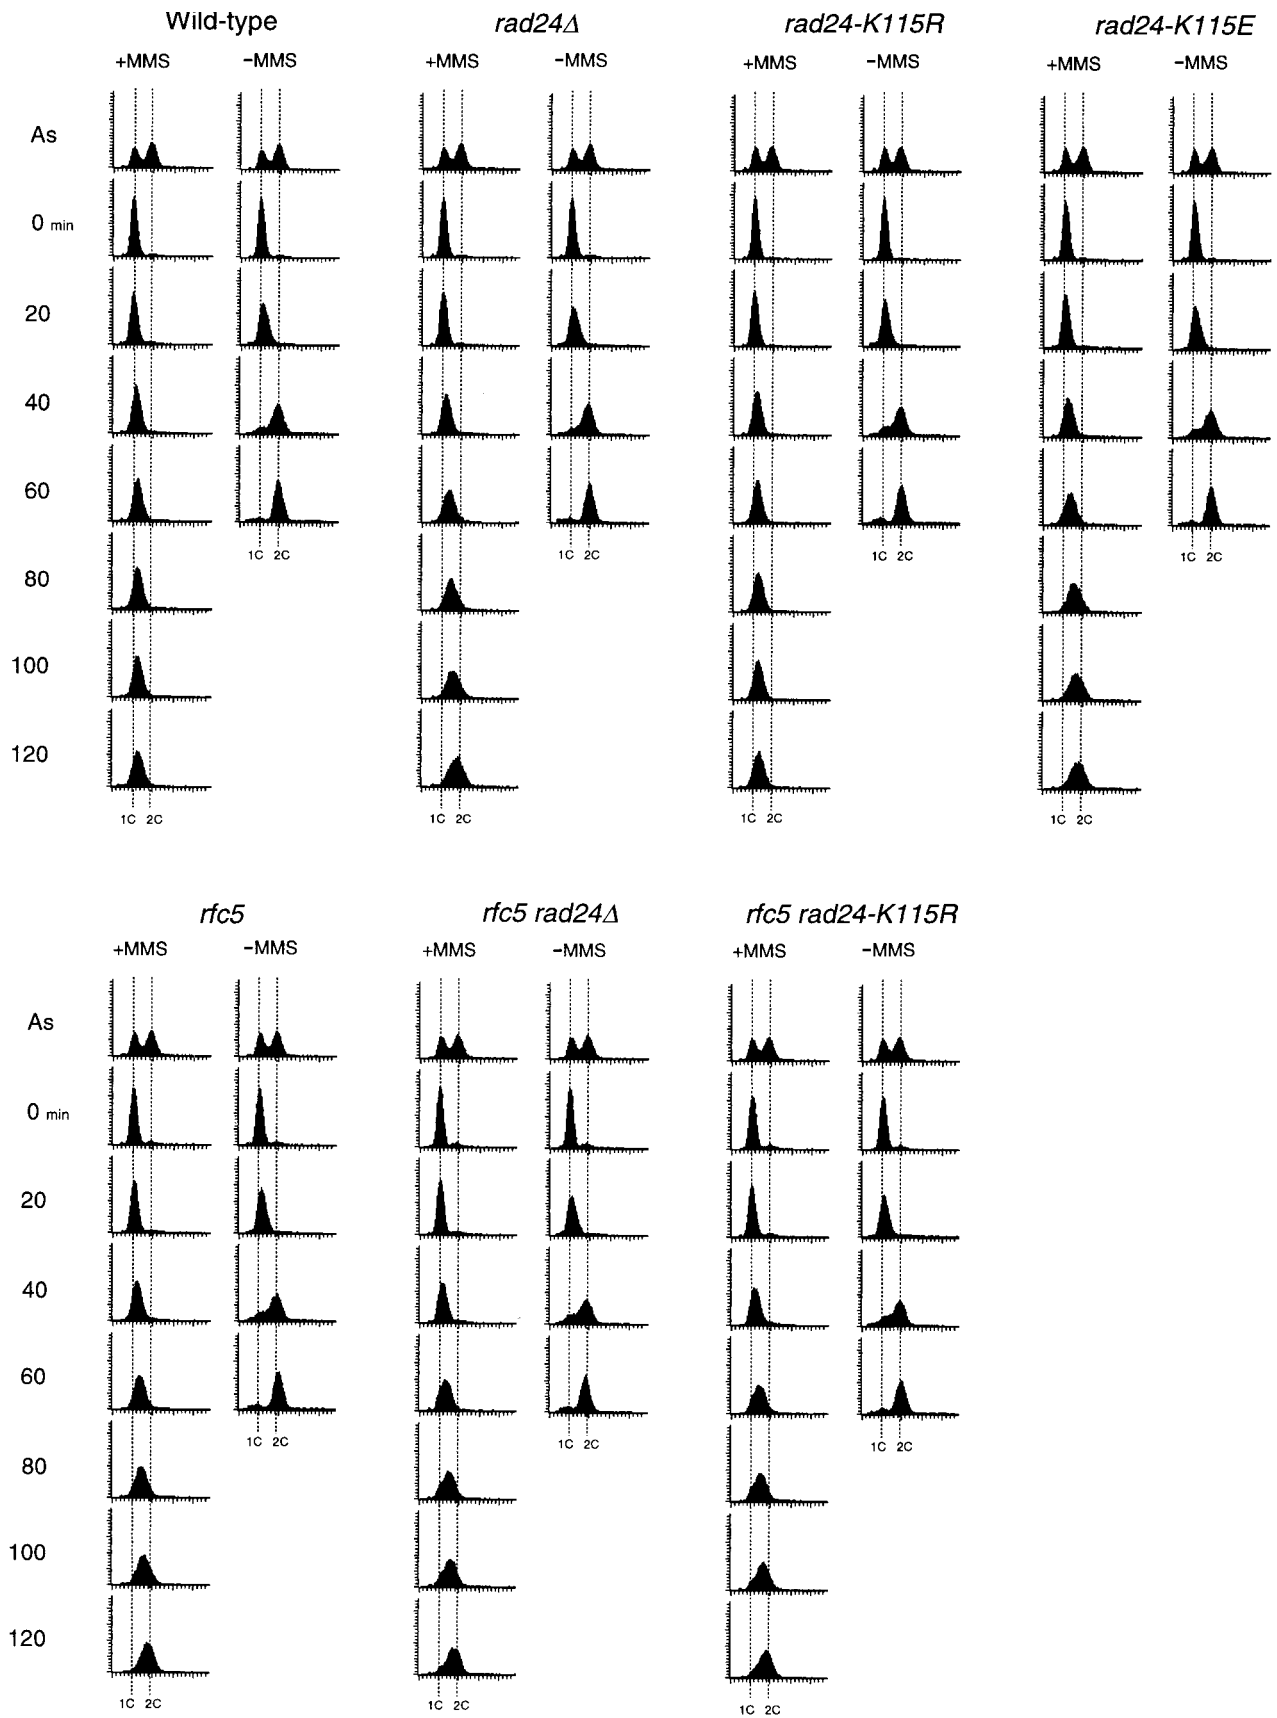 Wild-type rad24Δ rad24-K115R rad24-K115E
+MMS −MMS +MMS −MMS +MMS −MMS +MMS −MMS
As
0 min
20
40
60
1C 2C 1C 2C 1C 2C 1C 2C
80
100
120
1C 2C 1C 2C 1C 2C 1C 2C
rfc5 rfc5 rad24Δ rfc5 rad24-K115R
+MMS −MMS +MMS −MMS +MMS −MMS
As
0 min
20
40
60
1C 2C 1C 2C 1C 2C
80
100
120
1C 2C 1C 2C 1C 2C